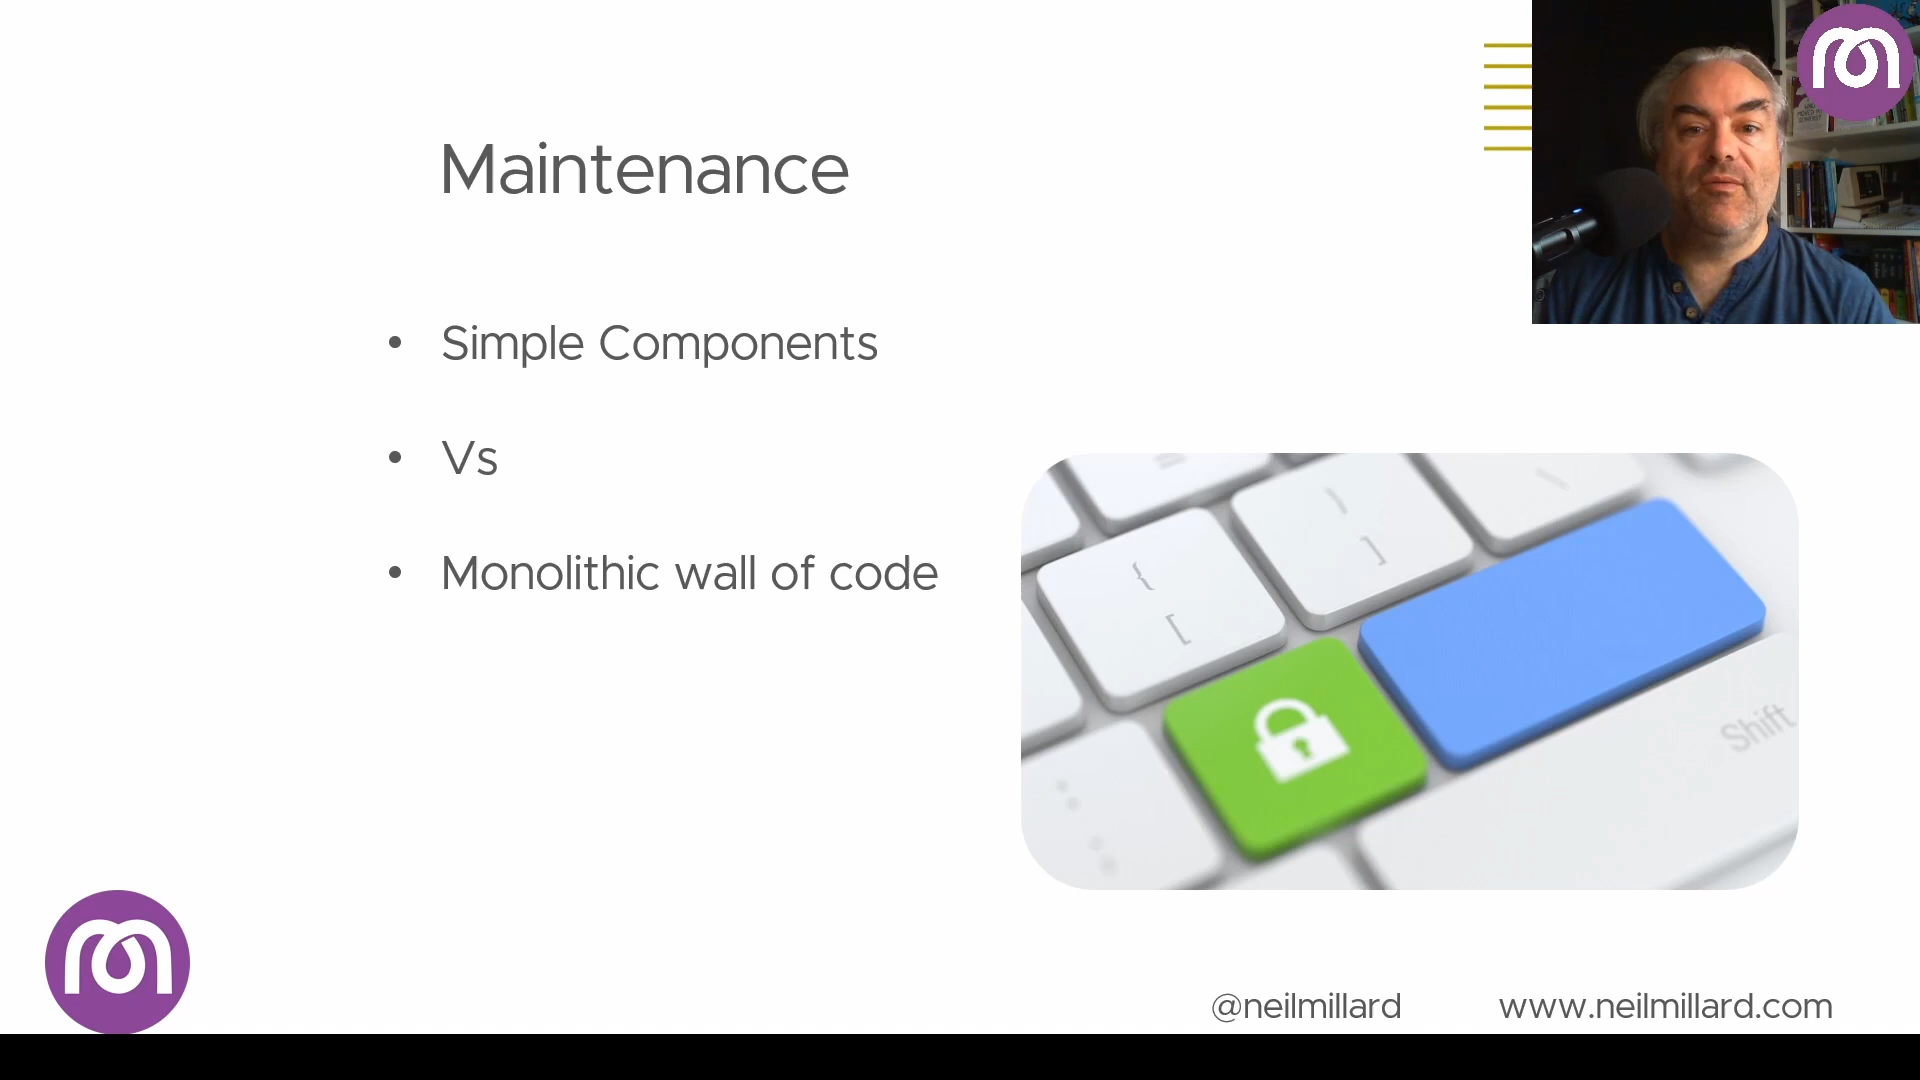 Maintenance
• Simple Components
• Vs
• Monolithic wall of code
{
[
}
]
Shift
@neilmillard
www.neilmillard.com